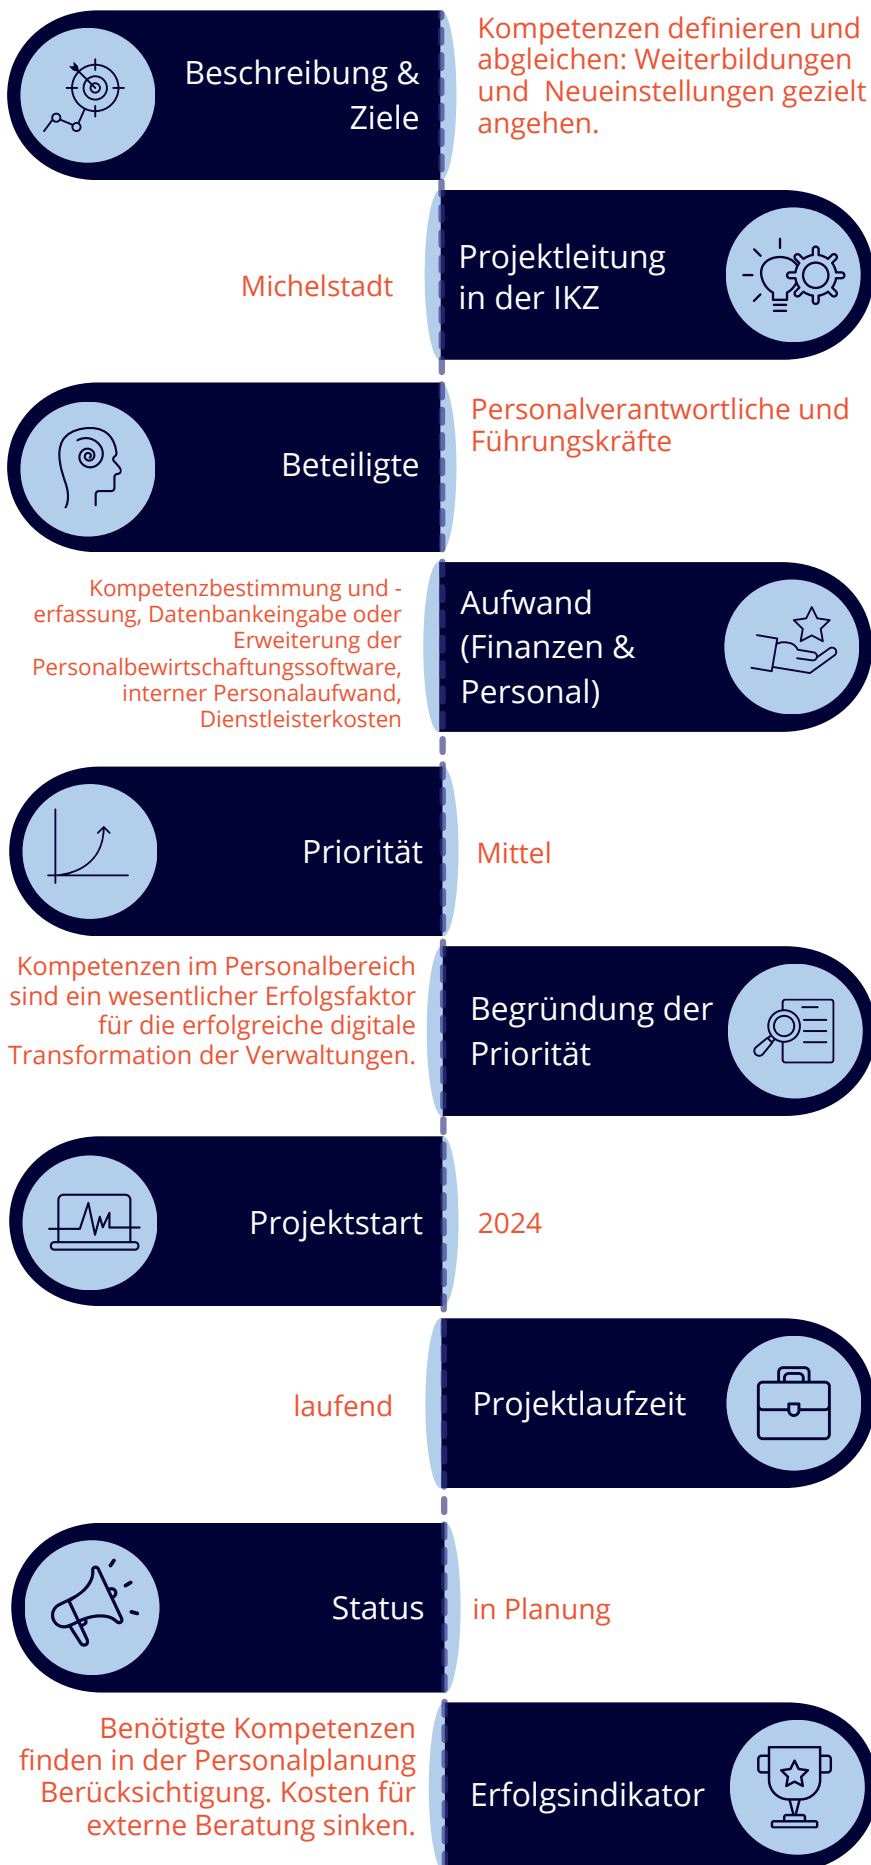 Beschreibung &
Ziele
Kompetenzen definieren und
abgleichen: Weiterbildungen
und Neueinstellungen gezielt
angehen.
Projektleitung
in der IKZ
Michelstadt
Beteiligte
Personalverantwortliche und
Führungskräfte
Aufwand
(Finanzen &
Personal)
Kompetenzbestimmung und -
erfassung, Datenbankeingabe oder
Erweiterung der
Personalbewirtschaftungssoftware,
interner Personalaufwand,
Dienstleisterkosten
Priorität
Mittel
Begründung der
Priorität
Kompetenzen im Personalbereich
sind ein wesentlicher Erfolgsfaktor
für die erfolgreiche digitale
Transformation der Verwaltungen.
Projektstart
2024
Projektlaufzeit
laufend
Status
in Planung
Erfolgsindikator
Benötigte Kompetenzen
finden in der Personalplanung
Berücksichtigung. Kosten für
externe Beratung sinken.